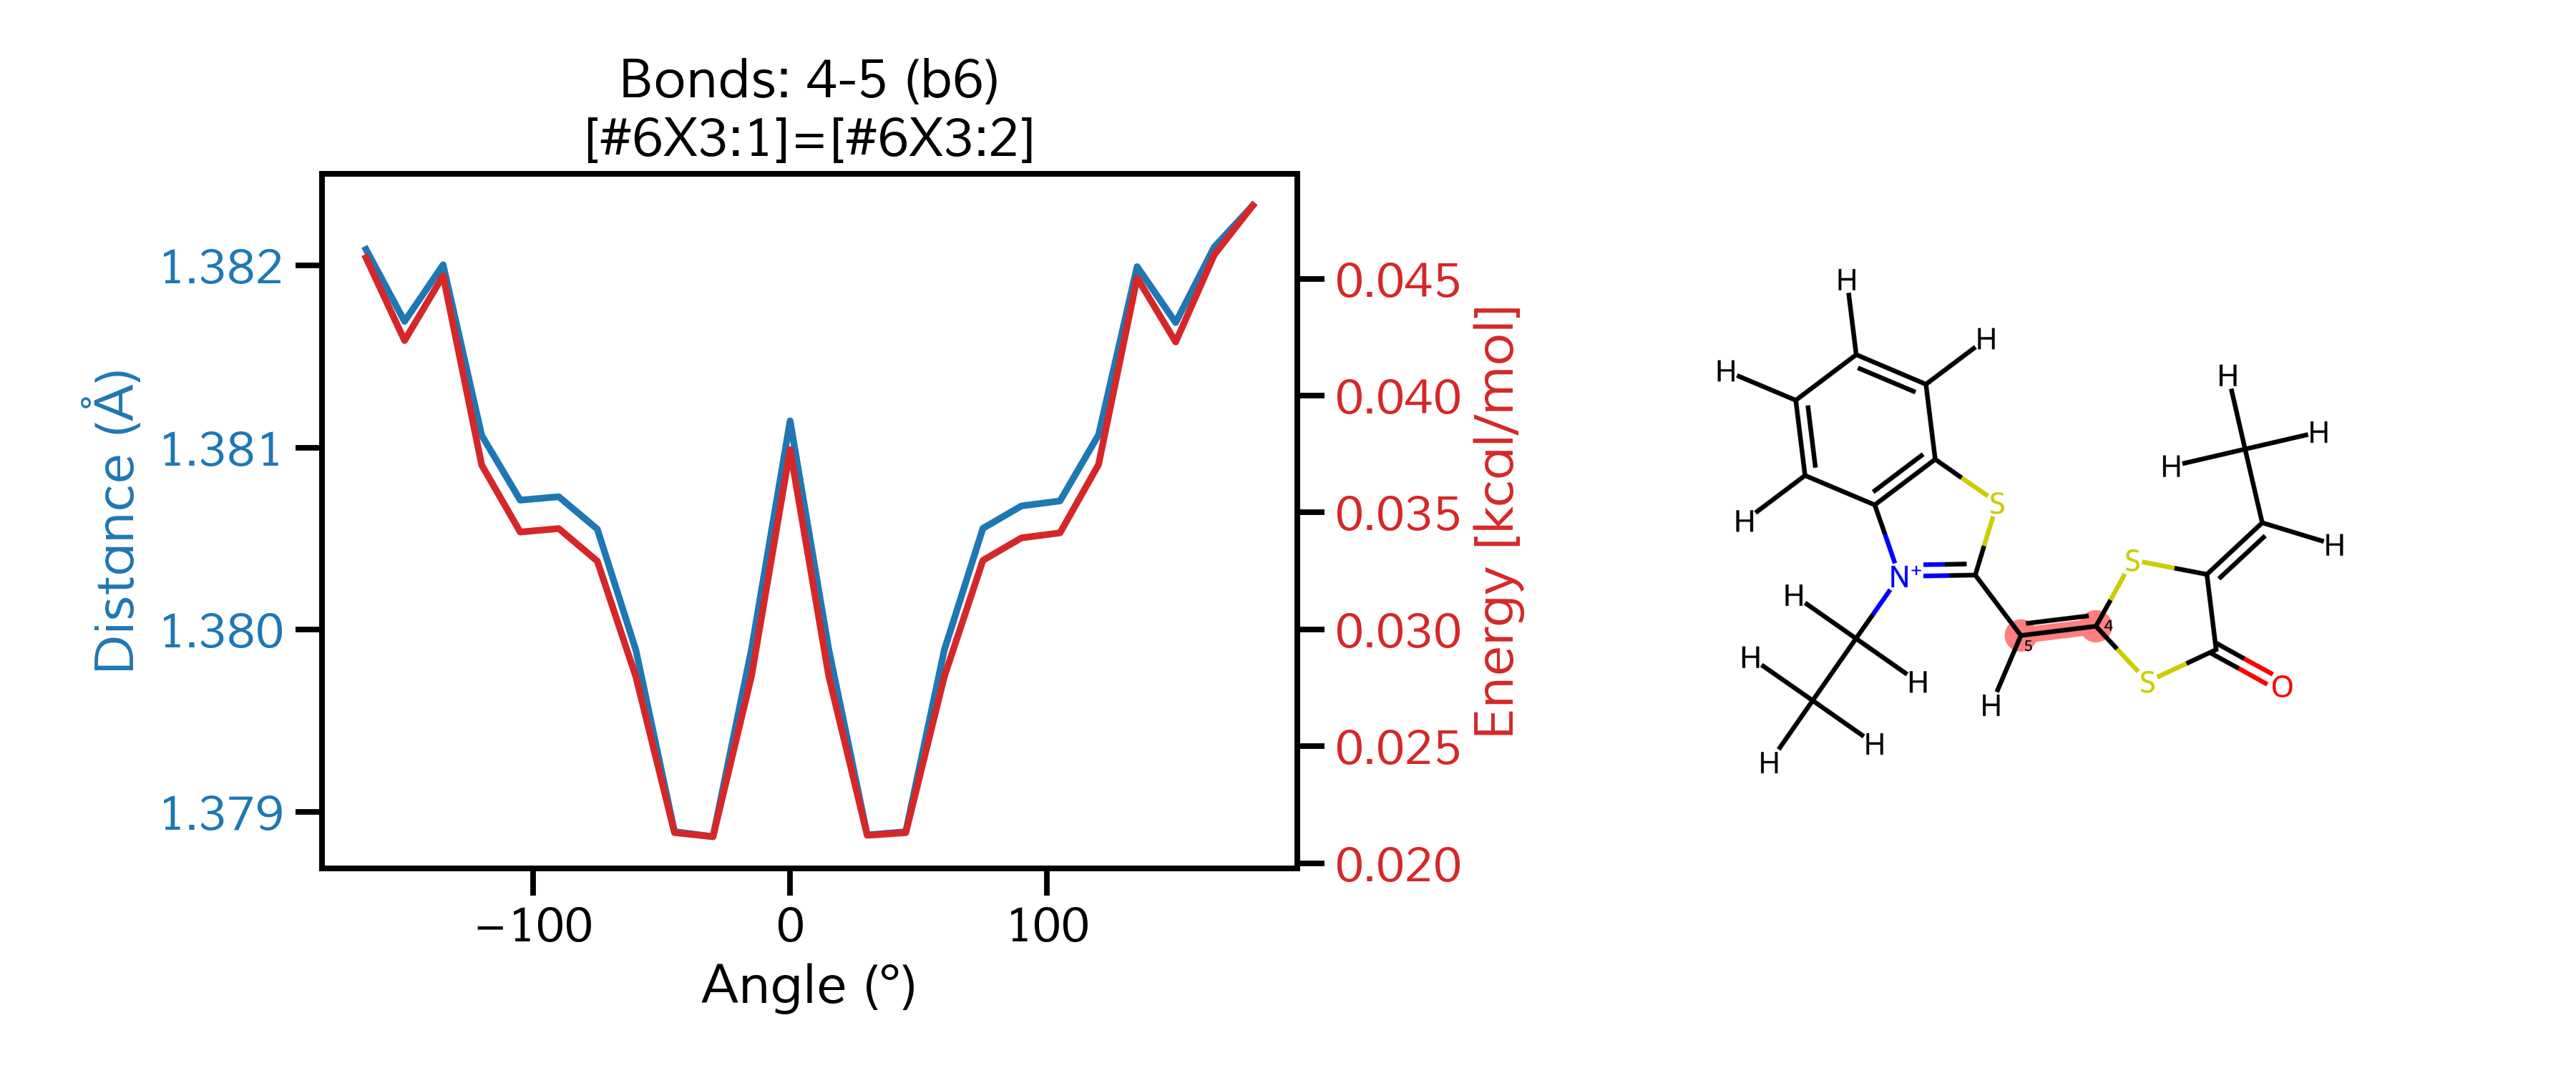 Bonds: 4-5 (b6)
[#6X3:1]=[#6X3:2]
Distance (Å)
1.382
1.381
1.380
1.379
0.045
0.040
0.035
0.030
0.025
0.020
Energy [kcal/mol]
−100
0
100
Angle (°)
H
H
H
H
H
H
H
S
S
H
N⁺
H
4
5
H
H
S
O
H
H
H
H